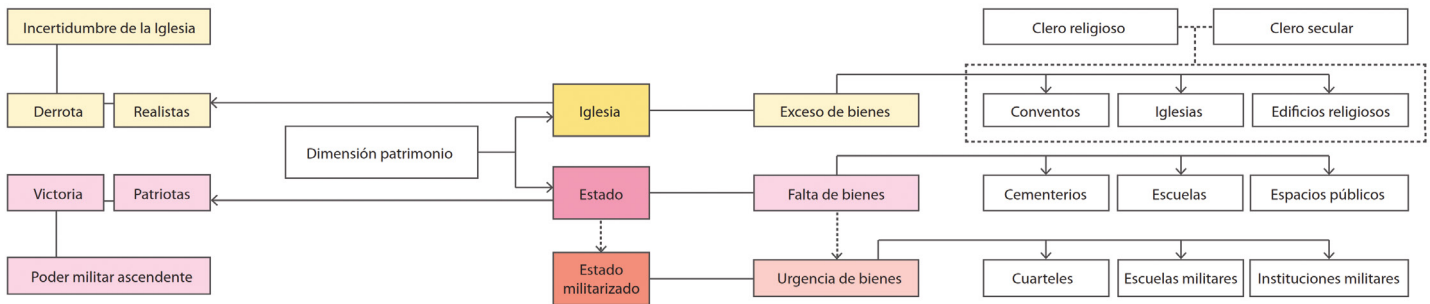 Incertidumbre de la Iglesia
Clero religioso
Clero secular
Derrota
Realistas
Iglesia
Exceso de bienes
Conventos
Iglesias
Edificios religiosos
Dimensión patrimonio
Victoria
Patriotas
Estado
Falta de bienes
Cementerios
Escuelas
Espacios públicos
Poder militar ascendente
Estado
militarizado
Urgencia de bienes
Cuarteles
Escuelas militares
Instituciones militares